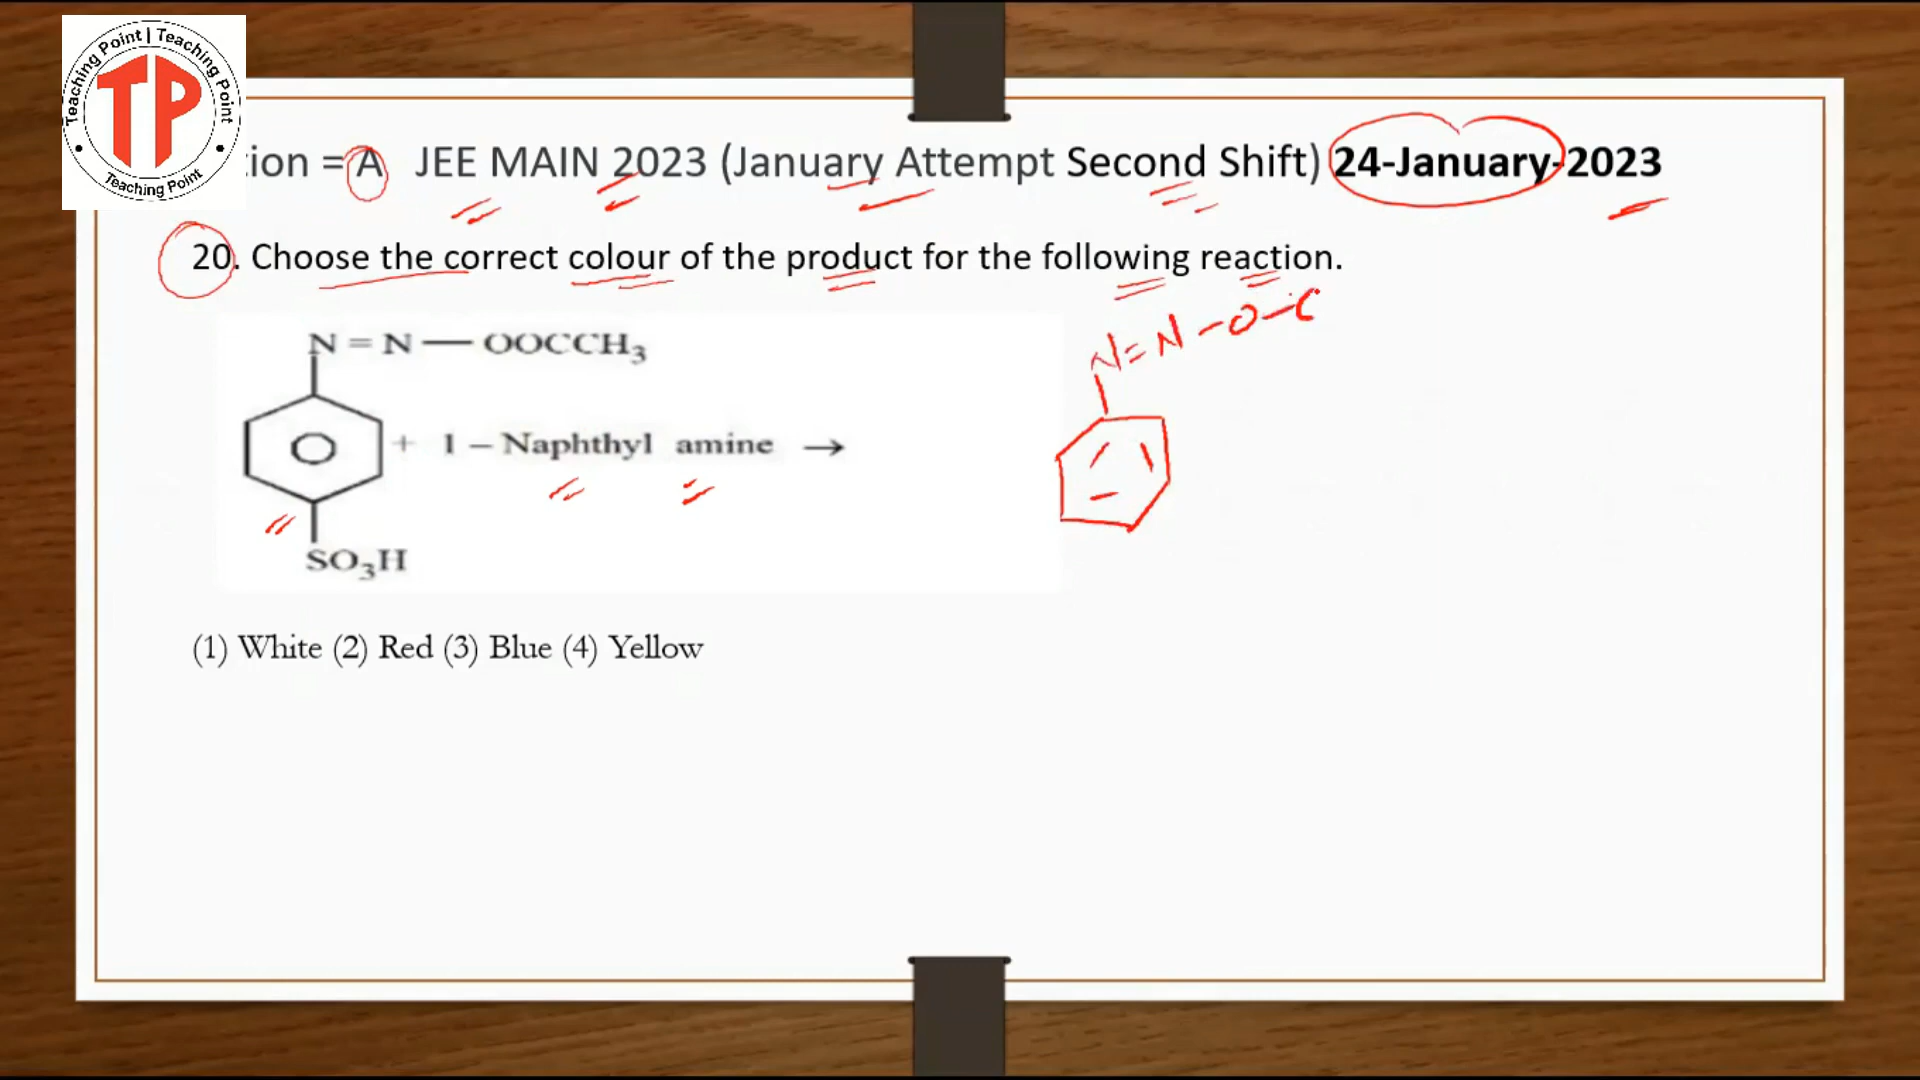 Teaching Point | Teaching Point
TP
Teaching Point
tion = A JEE MAIN 2023 (January Attempt Second Shift) 24-January-2023
20. Choose the correct colour of the product for the following reaction.
N = N — OOCCH₃
N=N-O-C
+ 1 – Naphthyl amine →
SO₃H
(1) White (2) Red (3) Blue (4) Yellow